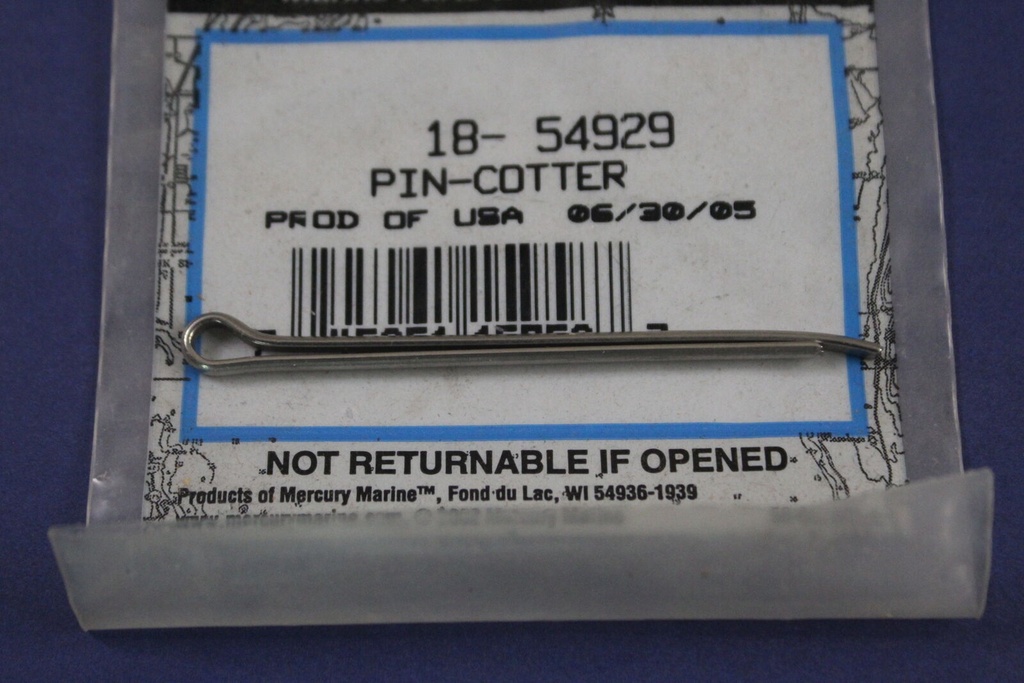 18- 54929
PIN-COTTER
PROD OF USA 06/30/05
NOT RETURNABLE IF OPENED
Products of Mercury Marine™, Fond du Lac, WI 54936-1939